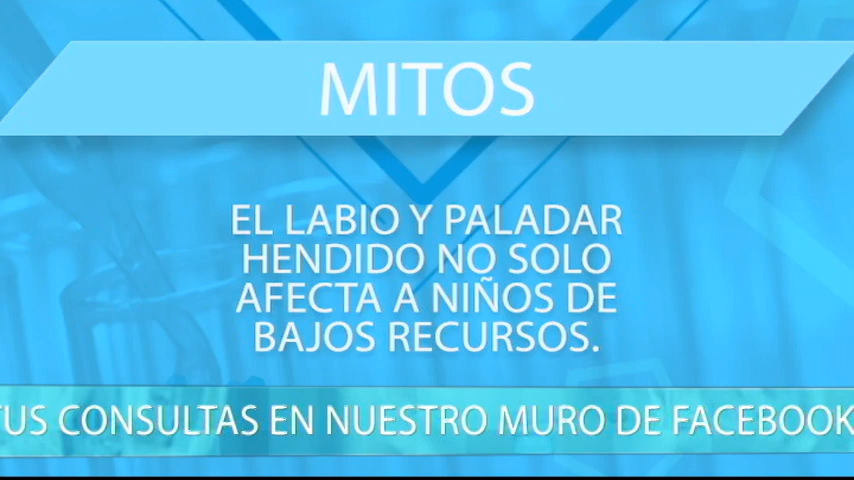 MITOS
EL LABIO Y PALADAR
HENDIDO NO SOLO
AFECTA A NIÑOS DE
BAJOS RECURSOS.
TUS CONSULTAS EN NUESTRO MURO DE FACEBOOK